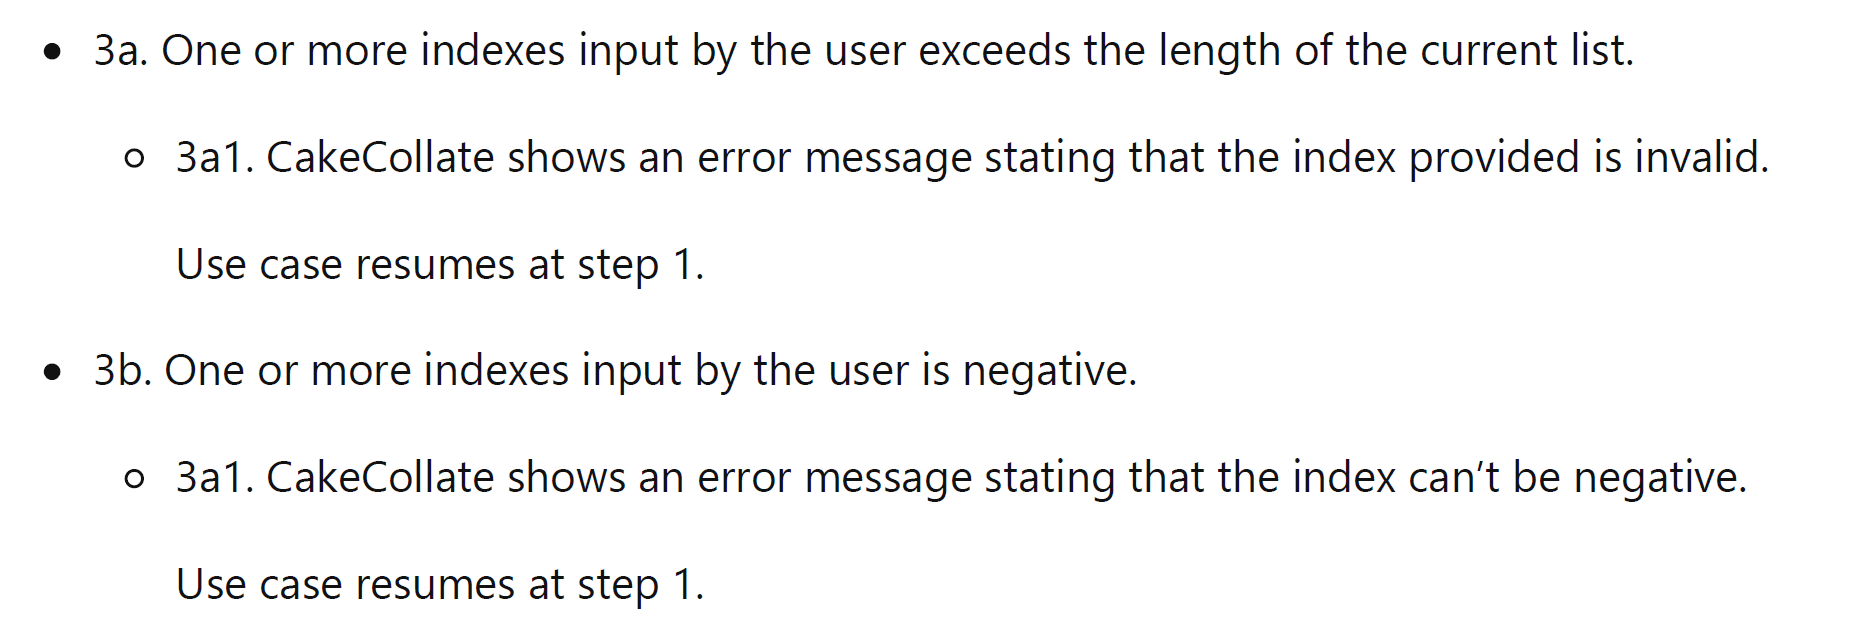 • 3a. One or more indexes input by the user exceeds the length of the current list.
○ 3a1. CakeCollate shows an error message stating that the index provided is invalid.
Use case resumes at step 1.
• 3b. One or more indexes input by the user is negative.
○ 3a1. CakeCollate shows an error message stating that the index can't be negative.
Use case resumes at step 1.